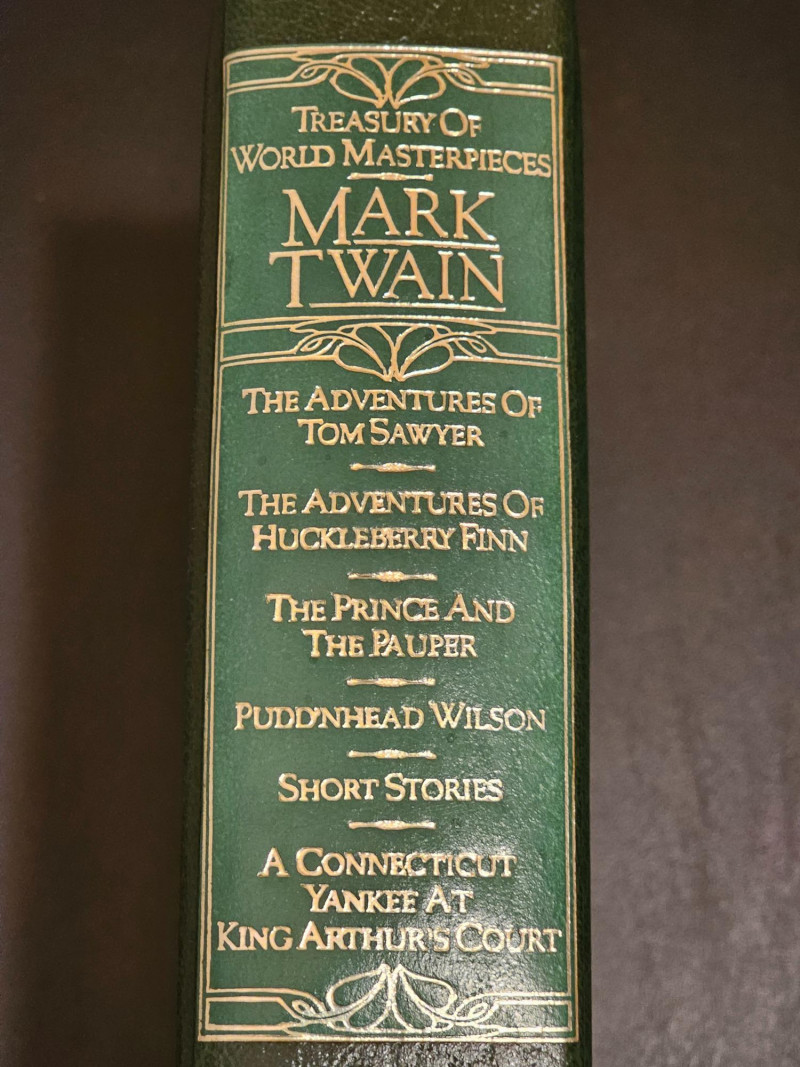 TREASURY OF
WORLD MASTERPIECES
MARK
TWAIN
THE ADVENTURES OF
TOM SAWYER
THE ADVENTURES OF
HUCKLEBERRY FINN
THE PRINCE AND
THE PAUPER
PUDD'NHEAD WILSON
SHORT STORIES
A CONNECTICUT
YANKEE AT
KING ARTHUR'S COURT